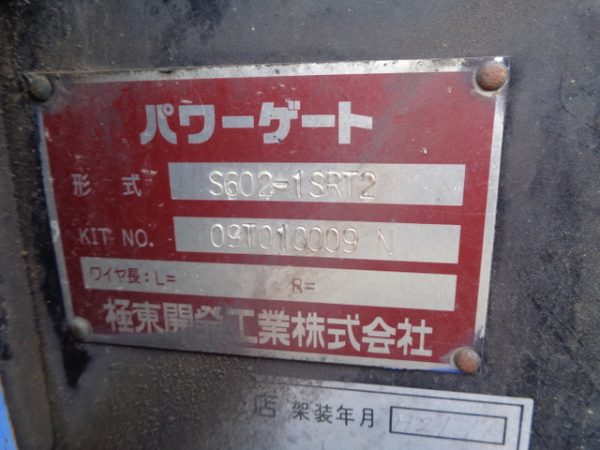 パワーゲート
形式 S602-1SRT2
KIT NO. 09T010009 N
ワイヤ長:L= R=
極東開発工業株式会社
店 架装年月